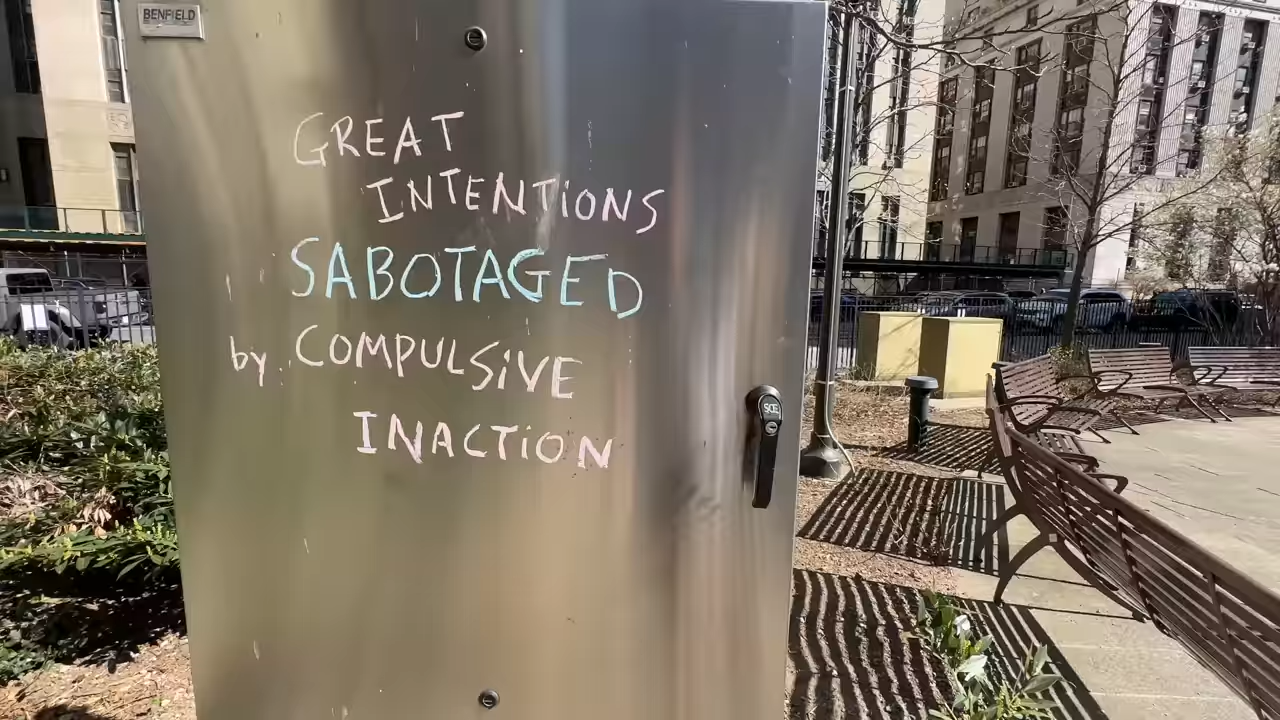 BENFIELD
GREAT
INTENTiONS
SABOTAGED
by COMPULSiVE
INACTiON